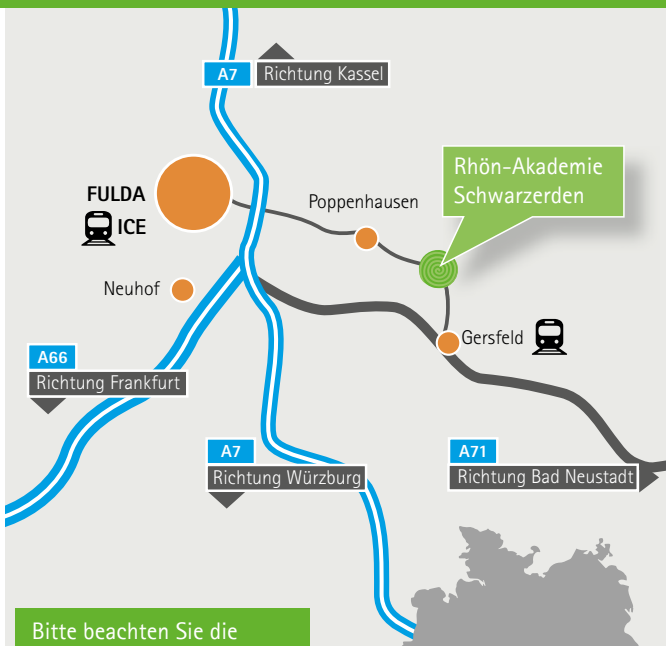 A7
Richtung Kassel
Rhön-Akademie
Schwarzerden
FULDA
ICE
Poppenhausen
Neuhof
Gersfeld
A66
Richtung Frankfurt
A7
Richtung Würzburg
A71
Richtung Bad Neustadt
Bitte beachten Sie die